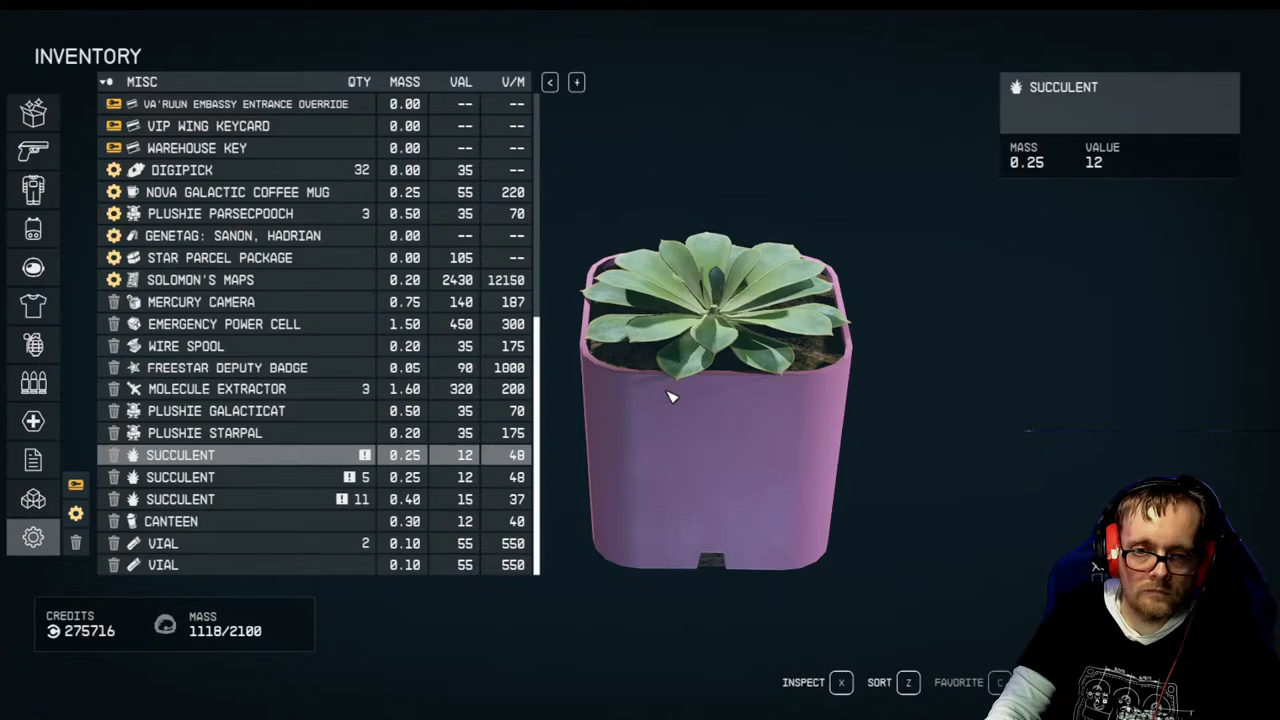 INVENTORY
MISC QTY MASS VAL V/M < +
VA'RUUN EMBASSY ENTRANCE OVERRIDE 0.00 -- --
VIP WING KEYCARD 0.00 -- --
WAREHOUSE KEY 0.00 -- --
DIGIPICK 32 0.00 35 --
NOVA GALACTIC COFFEE MUG 0.25 55 220
PLUSHIE PARSECPOOCH 3 0.50 35 70
GENETAG: SANON, HADRIAN 0.00 -- --
STAR PARCEL PACKAGE 0.00 105 --
SOLOMON'S MAPS 0.20 2430 12150
MERCURY CAMERA 0.75 140 187
EMERGENCY POWER CELL 1.50 450 300
WIRE SPOOL 0.20 35 175
FREESTAR DEPUTY BADGE 0.05 90 1800
MOLECULE EXTRACTOR 3 1.60 320 200
PLUSHIE GALACTICAT 0.50 35 70
PLUSHIE STARPAL 0.20 35 175
SUCCULENT ! 0.25 12 48
SUCCULENT ! 5 0.25 12 48
SUCCULENT ! 11 0.40 15 37
CANTEEN 0.30 12 40
VIAL 2 0.10 55 550
VIAL 0.10 55 550
SUCCULENT
MASS VALUE
0.25 12
CREDITS MASS
275716 1118/2100
INSPECT X SORT Z FAVORITE C